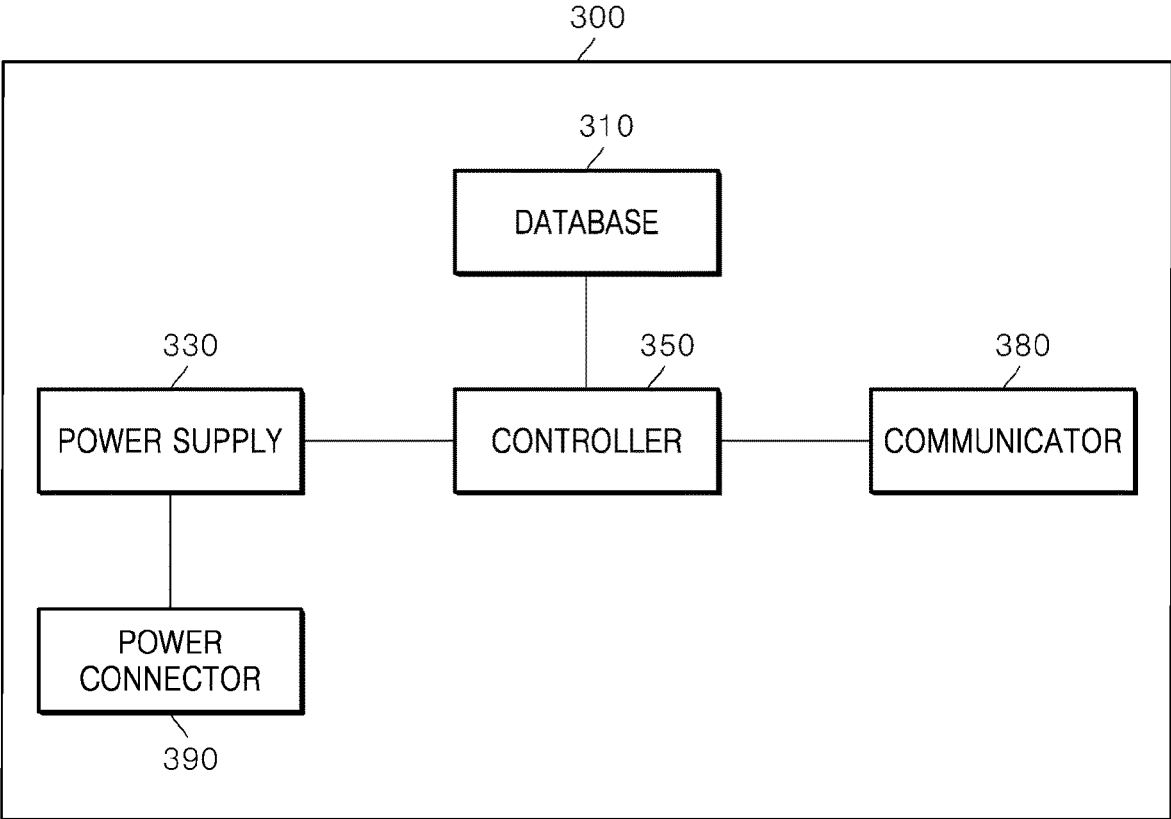 300
310
DATABASE
330
350
380
POWER SUPPLY
CONTROLLER
COMMUNICATOR
POWER
CONNECTOR
390